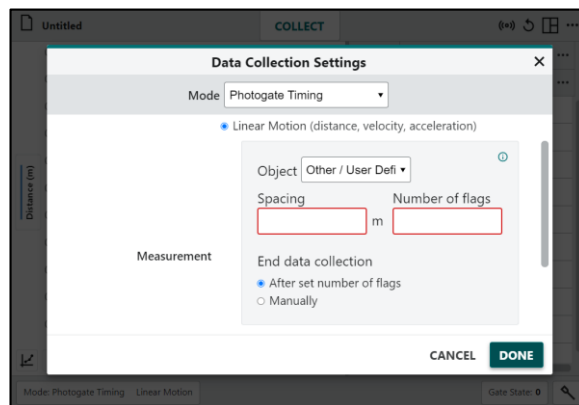 Untitled
COLLECT
Data Collection Settings
Mode
Photogate Timing
Linear Motion (distance, velocity, acceleration)
Object
Other / User Defi
Spacing
Number of flags
m
Measurement
End data collection
After set number of flags
Manually
Distance (m)
CANCEL
DONE
Mode: Photogate Timing Linear Motion
Gate State: 0